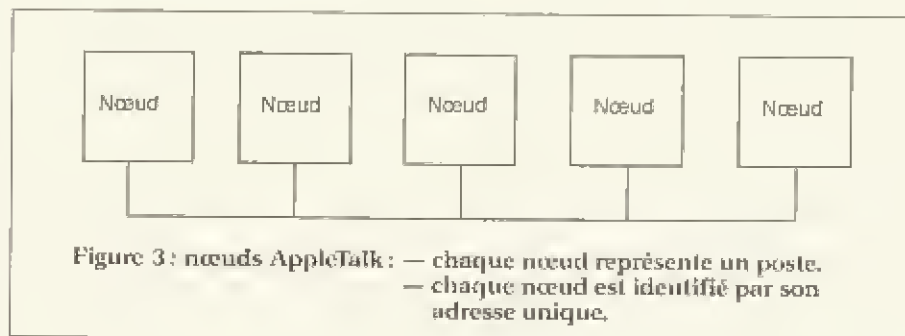 Nœud Nœud Nœud Nœud Nœud
Figure 3 : nœuds AppleTalk : — chaque nœud représente un poste.
— chaque nœud est identifié par son
adresse unique.